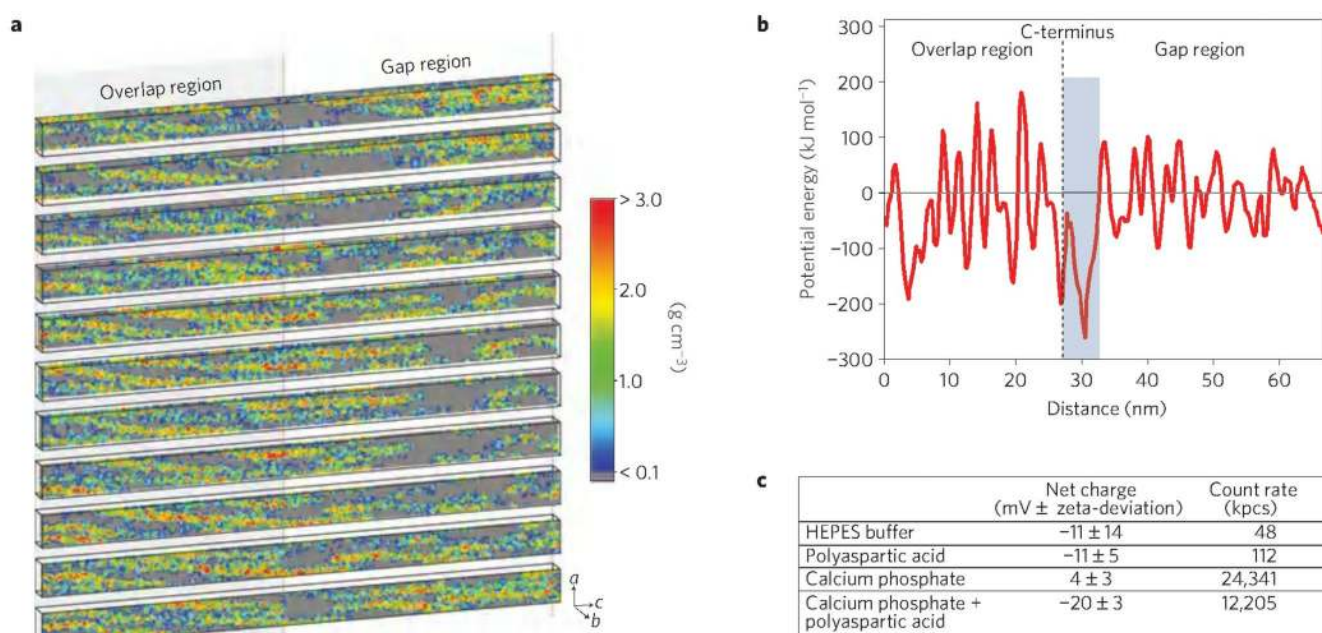 a
Overlap region
Gap region
> 3.0
2.0
1.0
< 0.1
(g cm⁻³)
a
c
b
b
C-terminus
Overlap region
Gap region
Potential energy (kJ mol⁻¹)
300
200
100
0
−100
−200
−300
0 10 20 30 40 50 60
Distance (nm)
c
Net charge Count rate
(mV ± zeta-deviation) (kpcs)
HEPES buffer −11 ± 14 48
Polyaspartic acid −11 ± 5 112
Calcium phosphate 4 ± 3 24,341
Calcium phosphate + −20 ± 3 12,205
polyaspartic acid